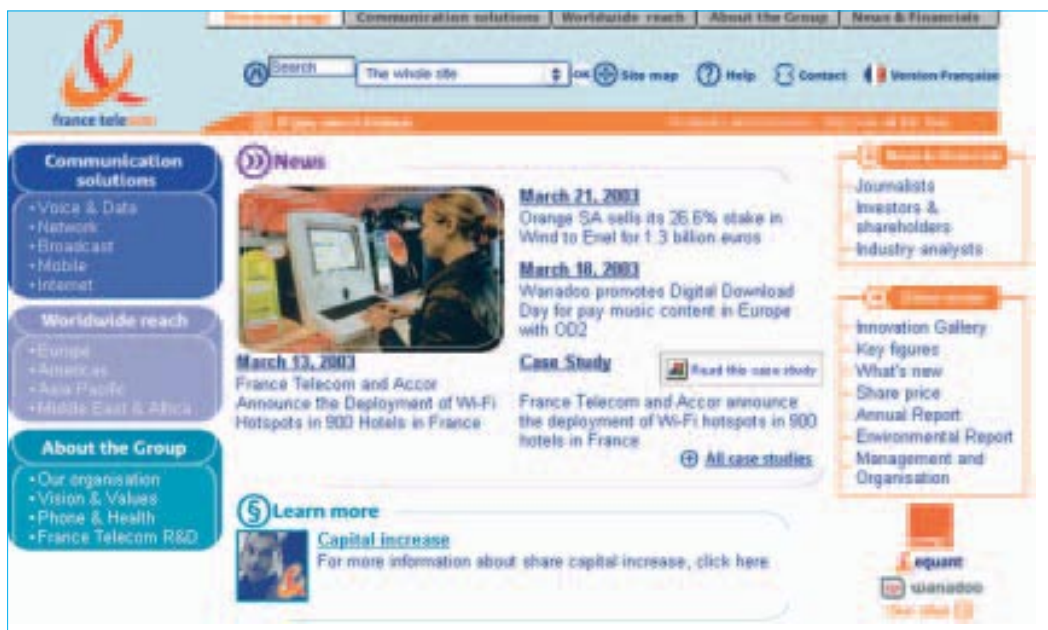 Communication solutions
Worldwide reach
About the Group
News & Financials
Search
The whole site
OK
Site map
Help
Contact
Version Française
france telecom
Communication
solutions
• Voice & Data
• Network
• Broadcast
• Mobile
• Internet
Worldwide reach
• Europe
• Americas
• Asia Pacific
• Middle East & Africa
About the Group
• Our organisation
• Vision & Values
• Phone & Health
• France Telecom R&D
News
March 13, 2003
France Telecom and Accor
Announce the Deployment of Wi-Fi
Hotspots in 900 Hotels in France
March 21, 2003
Orange SA sells its 26.6% stake in
Wind to Enel for 1.3 billion euros
March 18, 2003
Wanadoo promotes Digital Download
Day for pay music content in Europe
with OD2
Case Study
Read this case study
France Telecom and Accor announce
the deployment of Wi-Fi hotspots in 900
hotels in France
All case studies
Learn more
Capital increase
For more information about share capital increase, click here
Journalists
Investors &
shareholders
Industry analysts
Innovation Gallery
Key figures
What's new
Share price
Annual Report
Environmental Report
Management and
Organisation
equant
wanadoo